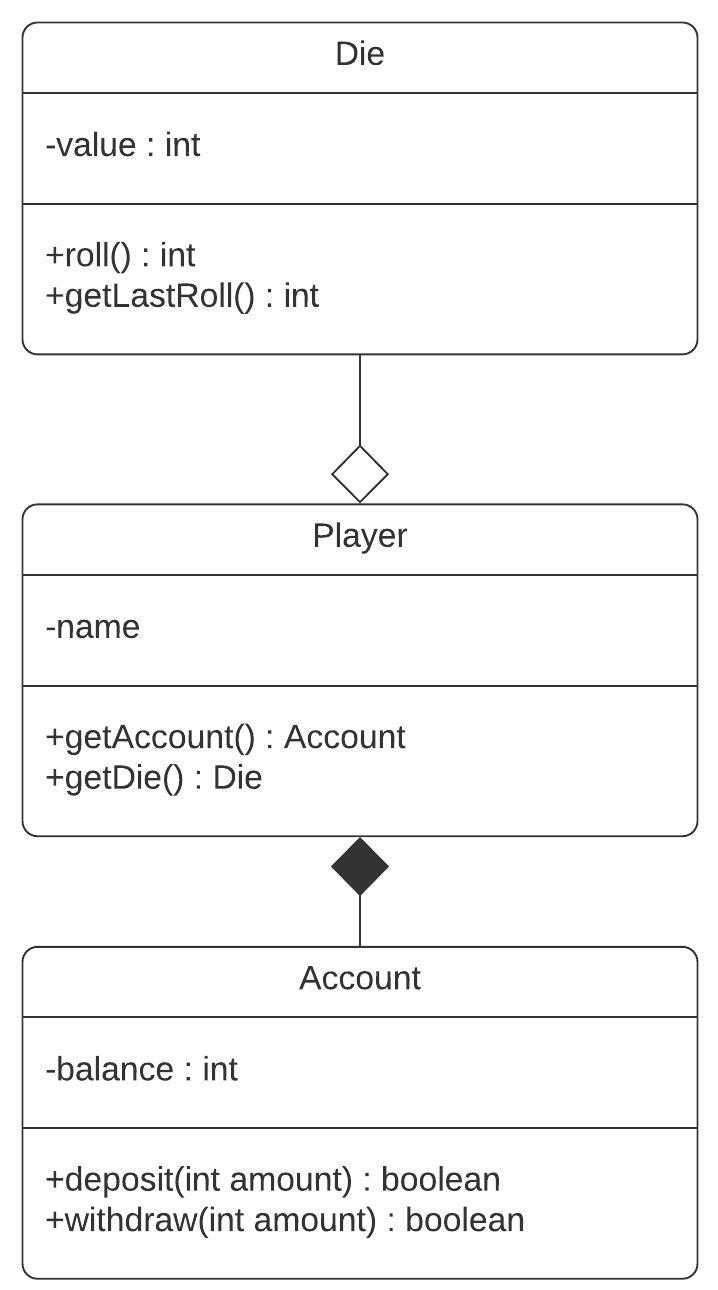 Die
-value : int
+roll() : int
+getLastRoll() : int
Player
-name
+getAccount() : Account
+getDie() : Die
Account
-balance : int
+deposit(int amount) : boolean
+withdraw(int amount) : boolean